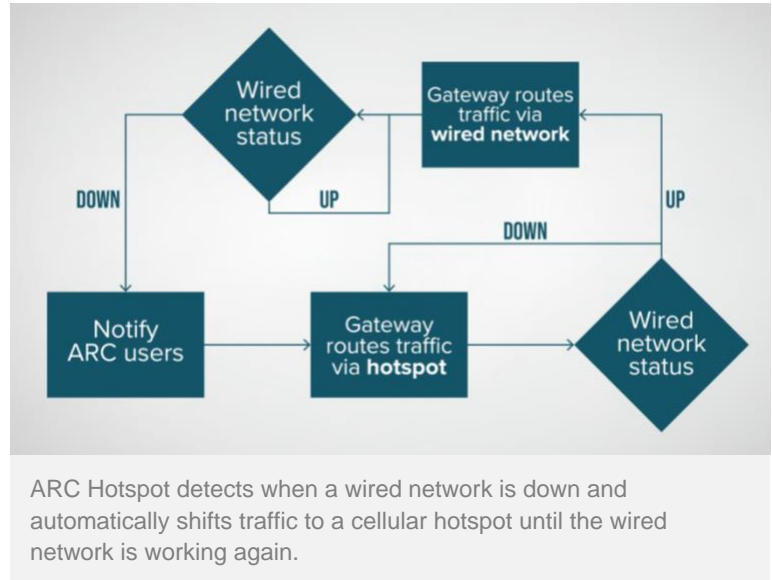 Wired
network
status
Gateway routes
traffic via
wired network
DOWN
UP
UP
DOWN
Notify
ARC users
Gateway
routes traffic
via hotspot
Wired
network
status
ARC Hotspot detects when a wired network is down and
automatically shifts traffic to a cellular hotspot until the wired
network is working again.